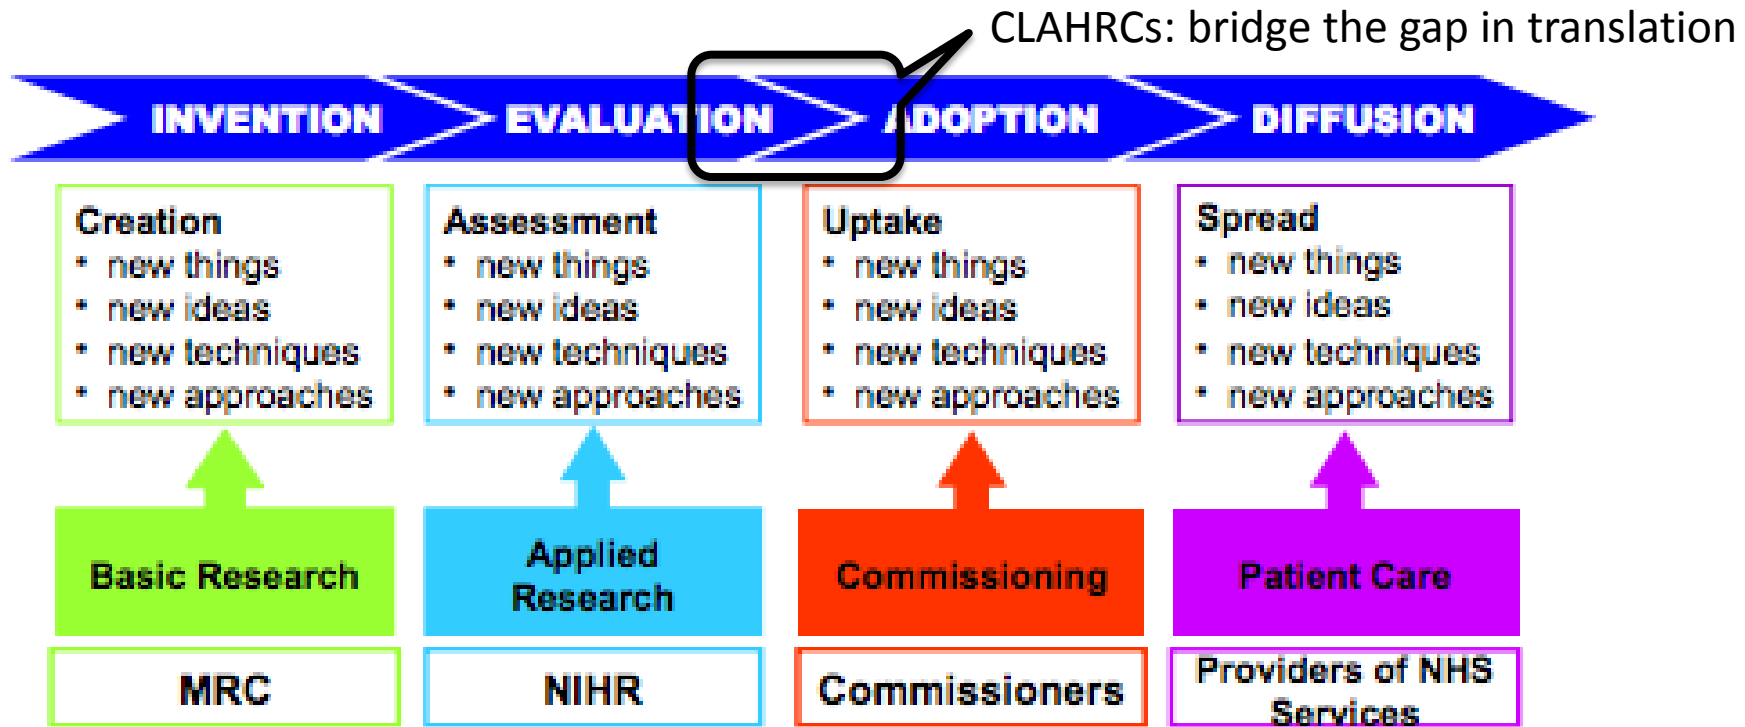 CLAHRCs: bridge the gap in translation
INVENTION
EVALUATION
ADOPTION
DIFFUSION
Creation
• new things
• new ideas
• new techniques
• new approaches
Assessment
• new things
• new ideas
• new techniques
• new approaches
Uptake
• new things
• new ideas
• new techniques
• new approaches
Spread
• new things
• new ideas
• new techniques
• new approaches
Basic Research
Applied
Research
Commissioning
Patient Care
MRC
NIHR
Commissioners
Providers of NHS
Services